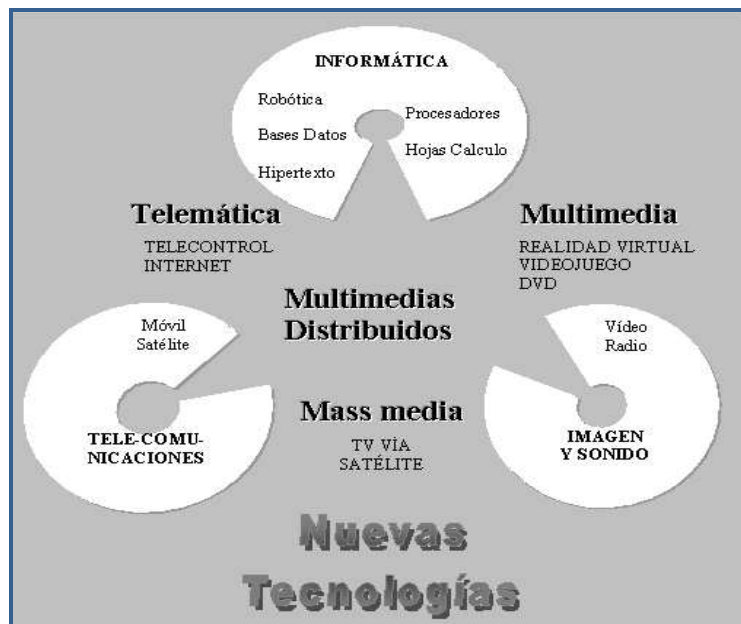 INFORMÁTICA
Robótica
Procesadores
Bases Datos
Hojas Calculo
Hipertexto
Telemática
TELECONTROL
INTERNET
Multimedia
REALIDAD VIRTUAL
VIDEOJUEGO
DVD
Multimedias
Distribuidos
Móvil
Satélite
TELE-COMU-
NICACIONES
Vídeo
Radio
IMAGEN
Y SONIDO
Mass media
TV VÍA
SATÉLITE
Nuevas
Tecnologías